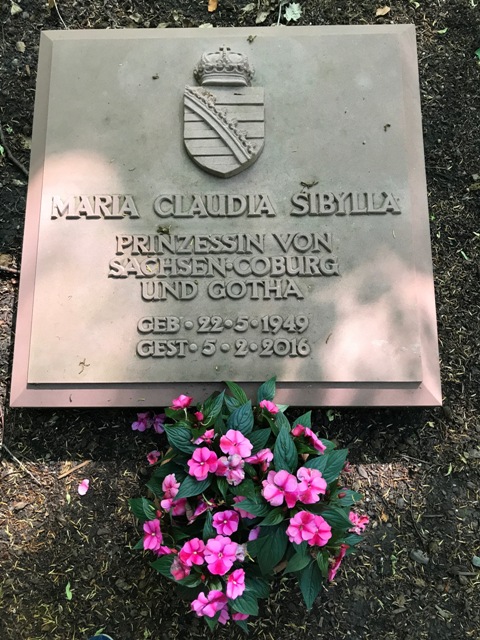 MARIA CLAUDIA SIBYLLA
PRINZESSIN VON
SACHSEN-COBURG
UND GOTHA
GEB · 22·5·1949
GEST · 5·2·2016